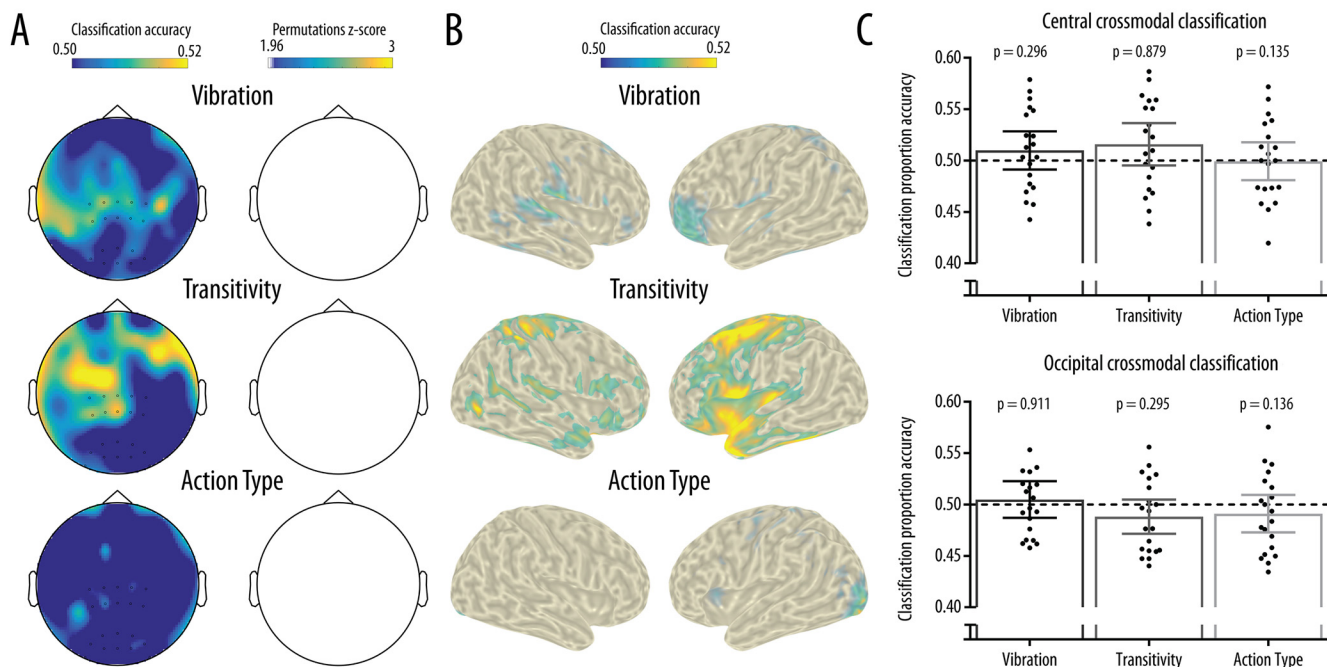 A
Classification accuracy
0.50 0.52
Permutations z-score
1.96 3
Vibration
Transitivity
Action Type
B
Classification accuracy
0.50 0.52
Vibration
Transitivity
Action Type
C
Central crossmodal classification
p = 0.296 p = 0.879 p = 0.135
Classification proportion accuracy
0.60
0.55
0.50
0.45
0.40
Vibration Transitivity Action Type
Occipital crossmodal classification
p = 0.911 p = 0.295 p = 0.136
Classification proportion accuracy
0.60
0.55
0.50
0.45
0.40
Vibration Transitivity Action Type